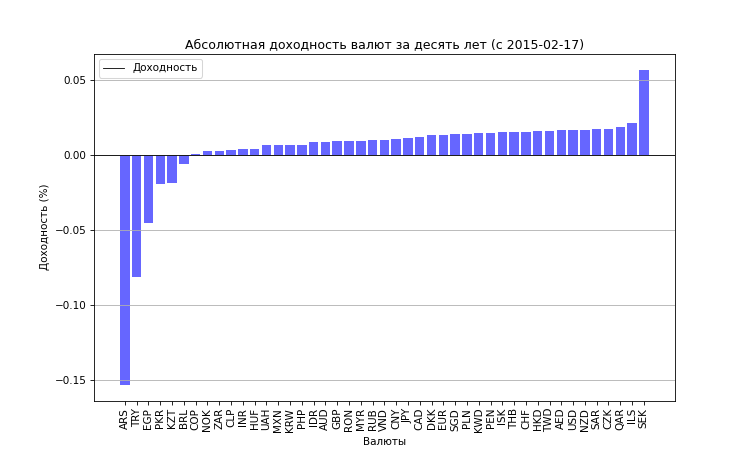 Абсолютная доходность валют за десять лет (с 2015-02-17)
Доходность
0.05
0.00
−0.05
−0.10
−0.15
Доходность (%)
ARS TRY EGP PKR KZT BRL COP NOK ZAR CLP INR HUF UAH MXN KRW PHP IDR AUD GBP RON MYR RUB VND CNY JPY CAD DKK EUR SGD PLN KWD PEN ISK THB CHF HKD TWD AED USD NZD SAR CZK QAR ILS SEK
Валюты